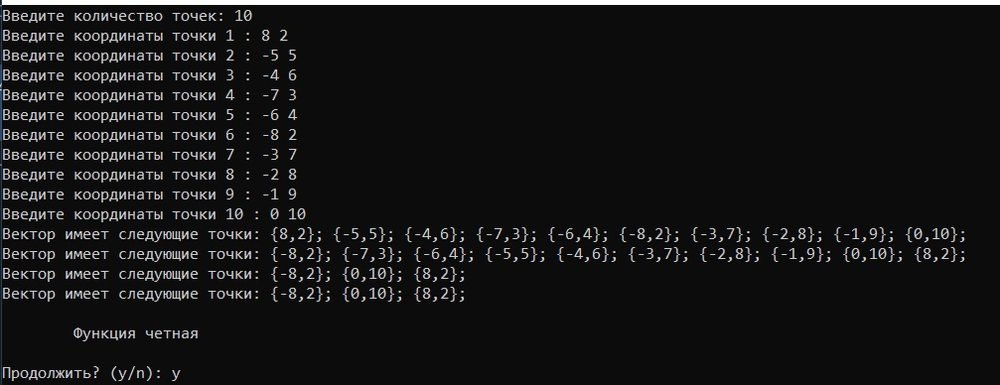 Введите количество точек: 10
Введите координаты точки 1 : 8 2
Введите координаты точки 2 : -5 5
Введите координаты точки 3 : -4 6
Введите координаты точки 4 : -7 3
Введите координаты точки 5 : -6 4
Введите координаты точки 6 : -8 2
Введите координаты точки 7 : -3 7
Введите координаты точки 8 : -2 8
Введите координаты точки 9 : -1 9
Введите координаты точки 10 : 0 10
Вектор имеет следующие точки: {8,2}; {-5,5}; {-4,6}; {-7,3}; {-6,4}; {-8,2}; {-3,7}; {-2,8}; {-1,9}; {0,10};
Вектор имеет следующие точки: {-8,2}; {-7,3}; {-6,4}; {-5,5}; {-4,6}; {-3,7}; {-2,8}; {-1,9}; {0,10}; {8,2};
Вектор имеет следующие точки: {-8,2}; {0,10}; {8,2};
Вектор имеет следующие точки: {-8,2}; {0,10}; {8,2};
Функция четная
Продолжить? (y/n): y